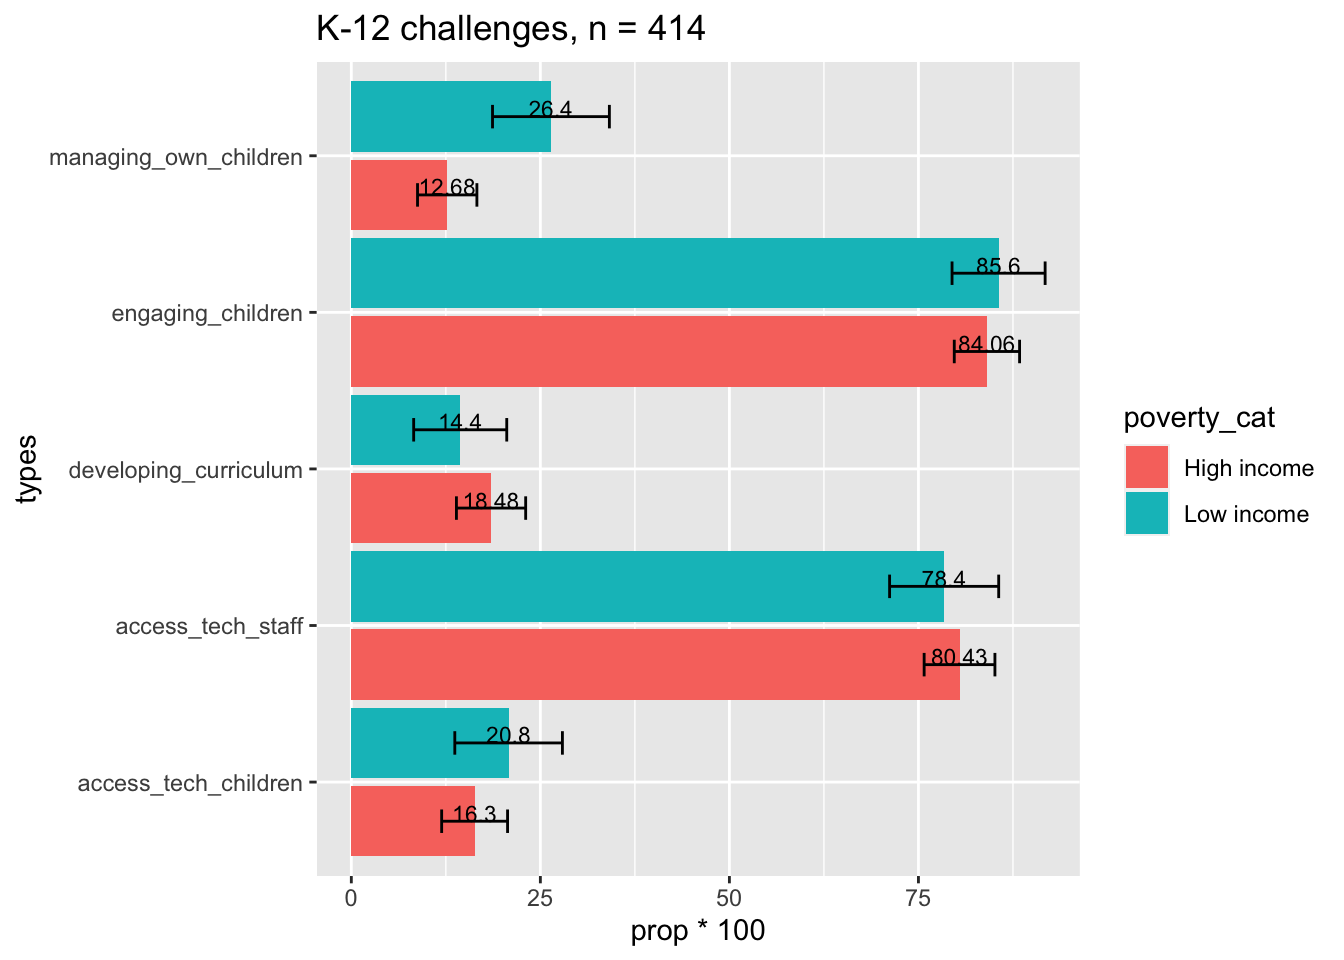 K-12 challenges, n = 414
types
managing_own_children
26.4
12.68
engaging_children
85.6
84.06
developing_curriculum
14.4
18.48
access_tech_staff
78.4
80.43
access_tech_children
20.8
16.3
0 25 50 75
prop * 100
poverty_cat
High income
Low income